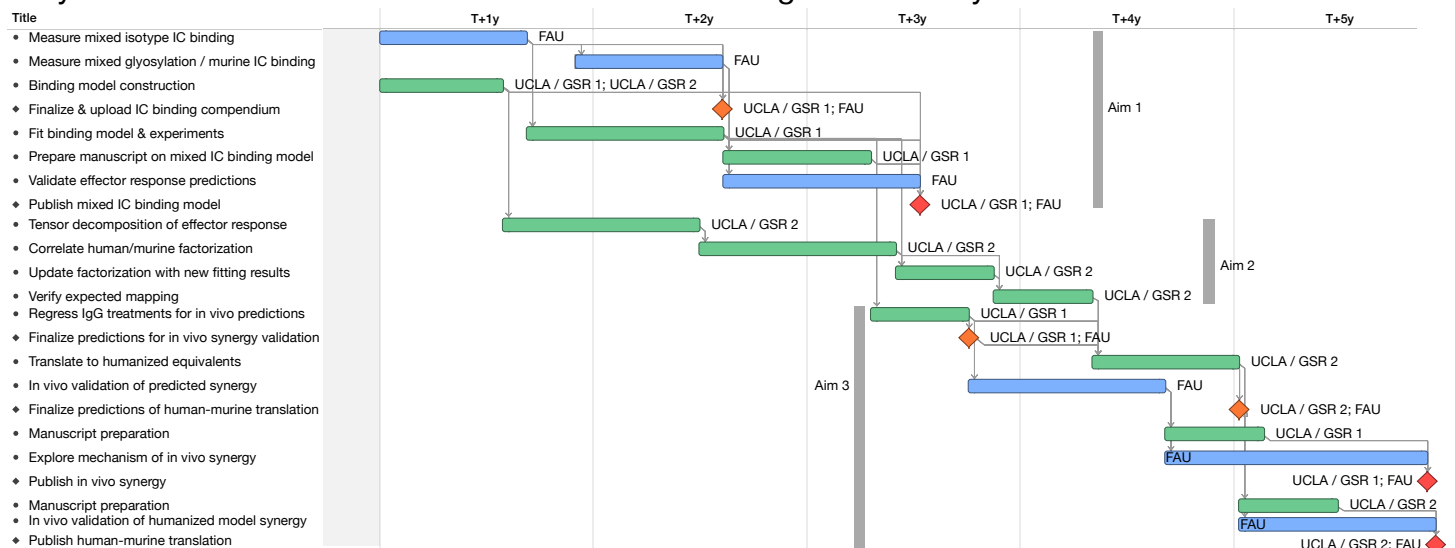 Title T+1y T+2y T+3y T+4y T+5y
Measure mixed isotype IC binding FAU
Measure mixed glyosylation / murine IC binding FAU
Binding model construction UCLA / GSR 1; UCLA / GSR 2
Finalize & upload IC binding compendium UCLA / GSR 1; FAU Aim 1
Fit binding model & experiments UCLA / GSR 1
Prepare manuscript on mixed IC binding model UCLA / GSR 1
Validate effector response predictions FAU
Publish mixed IC binding model UCLA / GSR 1; FAU
Tensor decomposition of effector response UCLA / GSR 2
Correlate human/murine factorization UCLA / GSR 2
Update factorization with new fitting results UCLA / GSR 2 Aim 2
Verify expected mapping UCLA / GSR 2
Regress IgG treatments for in vivo predictions UCLA / GSR 1
Finalize predictions for in vivo synergy validation UCLA / GSR 1; FAU
Translate to humanized equivalents UCLA / GSR 2
In vivo validation of predicted synergy Aim 3 FAU
Finalize predictions of human-murine translation UCLA / GSR 2; FAU
Manuscript preparation UCLA / GSR 1
Explore mechanism of in vivo synergy FAU
Publish in vivo synergy UCLA / GSR 1; FAU
Manuscript preparation UCLA / GSR 2
In vivo validation of humanized model synergy FAU
Publish human-murine translation UCLA / GSR 2; FAU